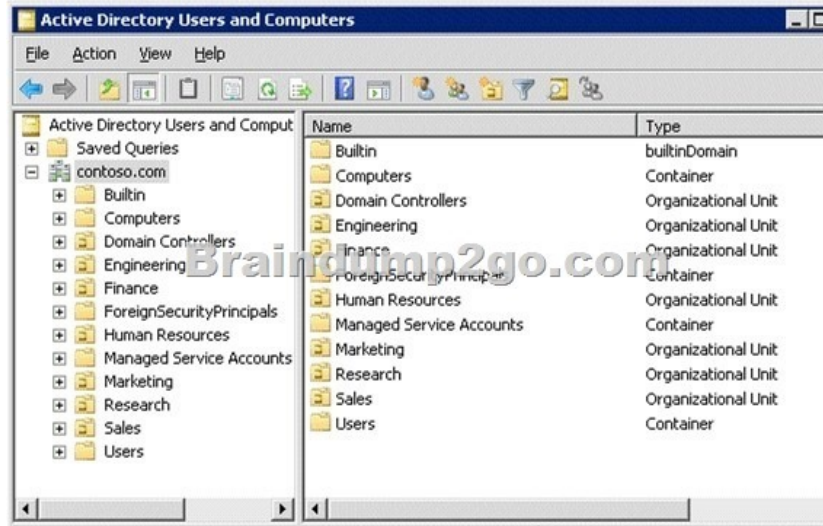 Active Directory Users and Computers
File Action View Help
Active Directory Users and Comput
Saved Queries
contoso.com
Builtin
Computers
Domain Controllers
Engineering
Finance
ForeignSecurityPrincipals
Human Resources
Managed Service Accounts
Marketing
Research
Sales
Users
Name Type
Builtin builtinDomain
Computers Container
Domain Controllers Organizational Unit
Engineering Organizational Unit
Finance Organizational Unit
ForeignSecurityPrincipals Container
Human Resources Organizational Unit
Managed Service Accounts Container
Marketing Organizational Unit
Research Organizational Unit
Sales Organizational Unit
Users Container
Braindump2go.com